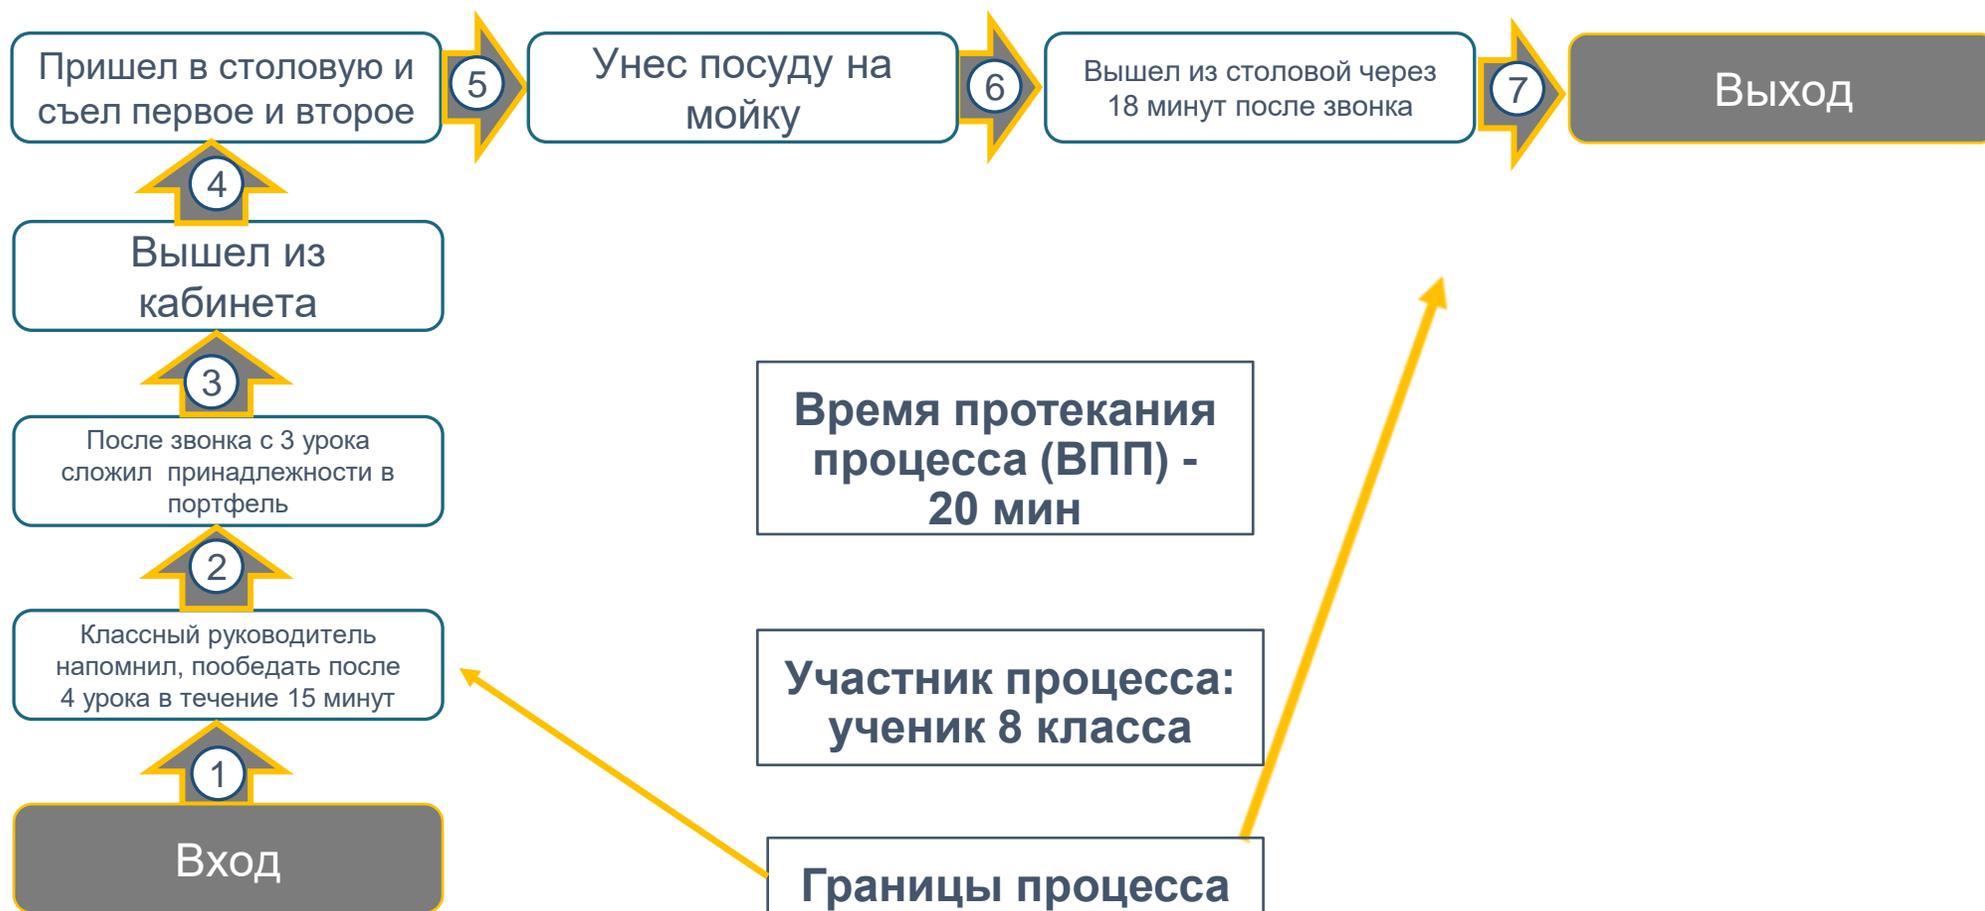 Пришел в столовую и
съел первое и второе
5
Унес посуду на
мойку
6
Вышел из столовой через
18 минут после звонка
7
Выход
4
Вышел из
кабинета
3
После звонка с 3 урока
сложил  принадлежности в
портфель
2
Классный руководитель
напомнил, пообедать после
4 урока в течение 15 минут
1
Вход
Время протекания
процесса (ВПП) -
20 мин
Участник процесса:
ученик 8 класса
Границы процесса